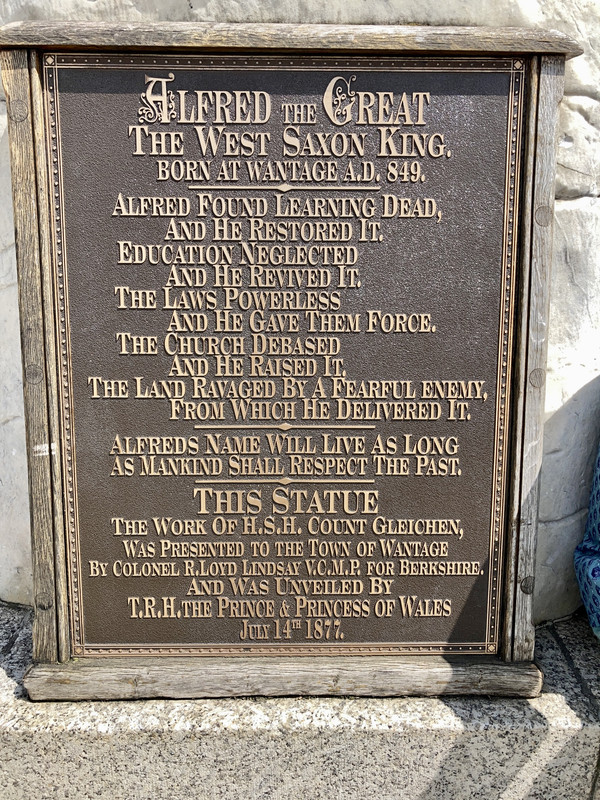 Alfred the Great
The West Saxon King.
Born at Wantage A.D. 849.
Alfred Found Learning Dead,
And He Restored It.
Education Neglected
And He Revived It.
The Laws Powerless
And He Gave Them Force.
The Church Debased
And He Raised It.
The Land Ravaged By A Fearful enemy,
From Which He Delivered It.
Alfreds Name Will Live As Long
As Mankind Shall Respect The Past.
This Statue
The Work Of H.S.H. Count Gleichen,
Was Presented to the Town of Wantage
By Colonel R.Loyd Lindsay V.C.M.P. for Berkshire.
And Was Unveiled By
T.R.H. the Prince & Princess of Wales
July 14th 1877.